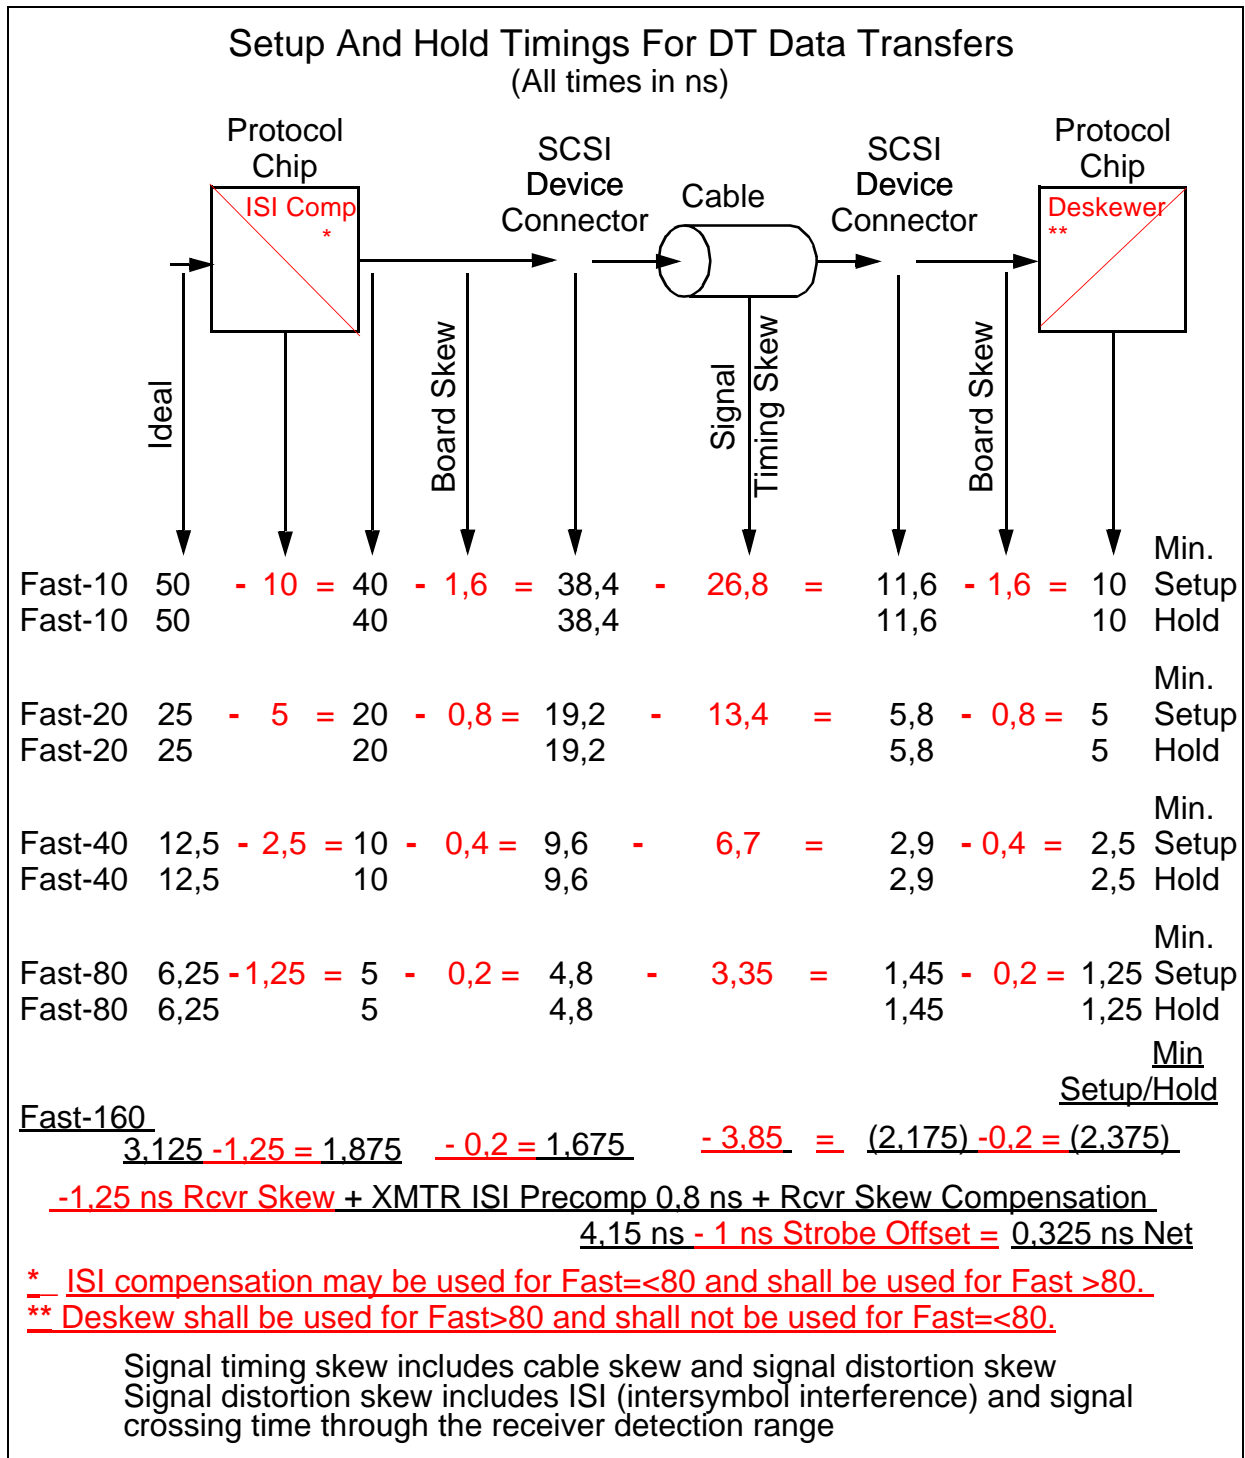 Setup And Hold Timings For DT Data Transfers
(All times in ns)
Protocol
Chip
SCSI
Device
Connector
Cable
SCSI
Device
Connector
Protocol
Chip
ISI Comp
*
Deskewer
**
Ideal
Board Skew
Signal
Timing Skew
Board Skew
Min.
Fast-10 50 - 10 = 40 - 1,6 = 38,4 - 26,8 = 11,6 - 1,6 = 10 Setup
Fast-10 50 40 38,4 11,6 10 Hold
Min.
Fast-20 25 - 5 = 20 - 0,8 = 19,2 - 13,4 = 5,8 - 0,8 = 5 Setup
Fast-20 25 20 19,2 5,8 5 Hold
Min.
Fast-40 12,5 - 2,5 = 10 - 0,4 = 9,6 - 6,7 = 2,9 - 0,4 = 2,5 Setup
Fast-40 12,5 10 9,6 2,9 2,5 Hold
Min.
Fast-80 6,25 - 1,25 = 5 - 0,2 = 4,8 - 3,35 = 1,45 - 0,2 = 1,25 Setup
Fast-80 6,25 5 4,8 1,45 1,25 Hold
Min
Setup/Hold
Fast-160
3,125 -1,25 = 1,875 - 0,2 = 1,675 - 3,85 = (2,175) -0,2 = (2,375)
-1,25 ns Rcvr Skew + XMTR ISI Precomp 0,8 ns + Rcvr Skew Compensation
4,15 ns - 1 ns Strobe Offset = 0,325 ns Net
* ISI compensation may be used for Fast=<80 and shall be used for Fast >80.
** Deskew shall be used for Fast>80 and shall not be used for Fast=<80.
Signal timing skew includes cable skew and signal distortion skew
Signal distortion skew includes ISI (intersymbol interference) and signal
crossing time through the receiver detection range